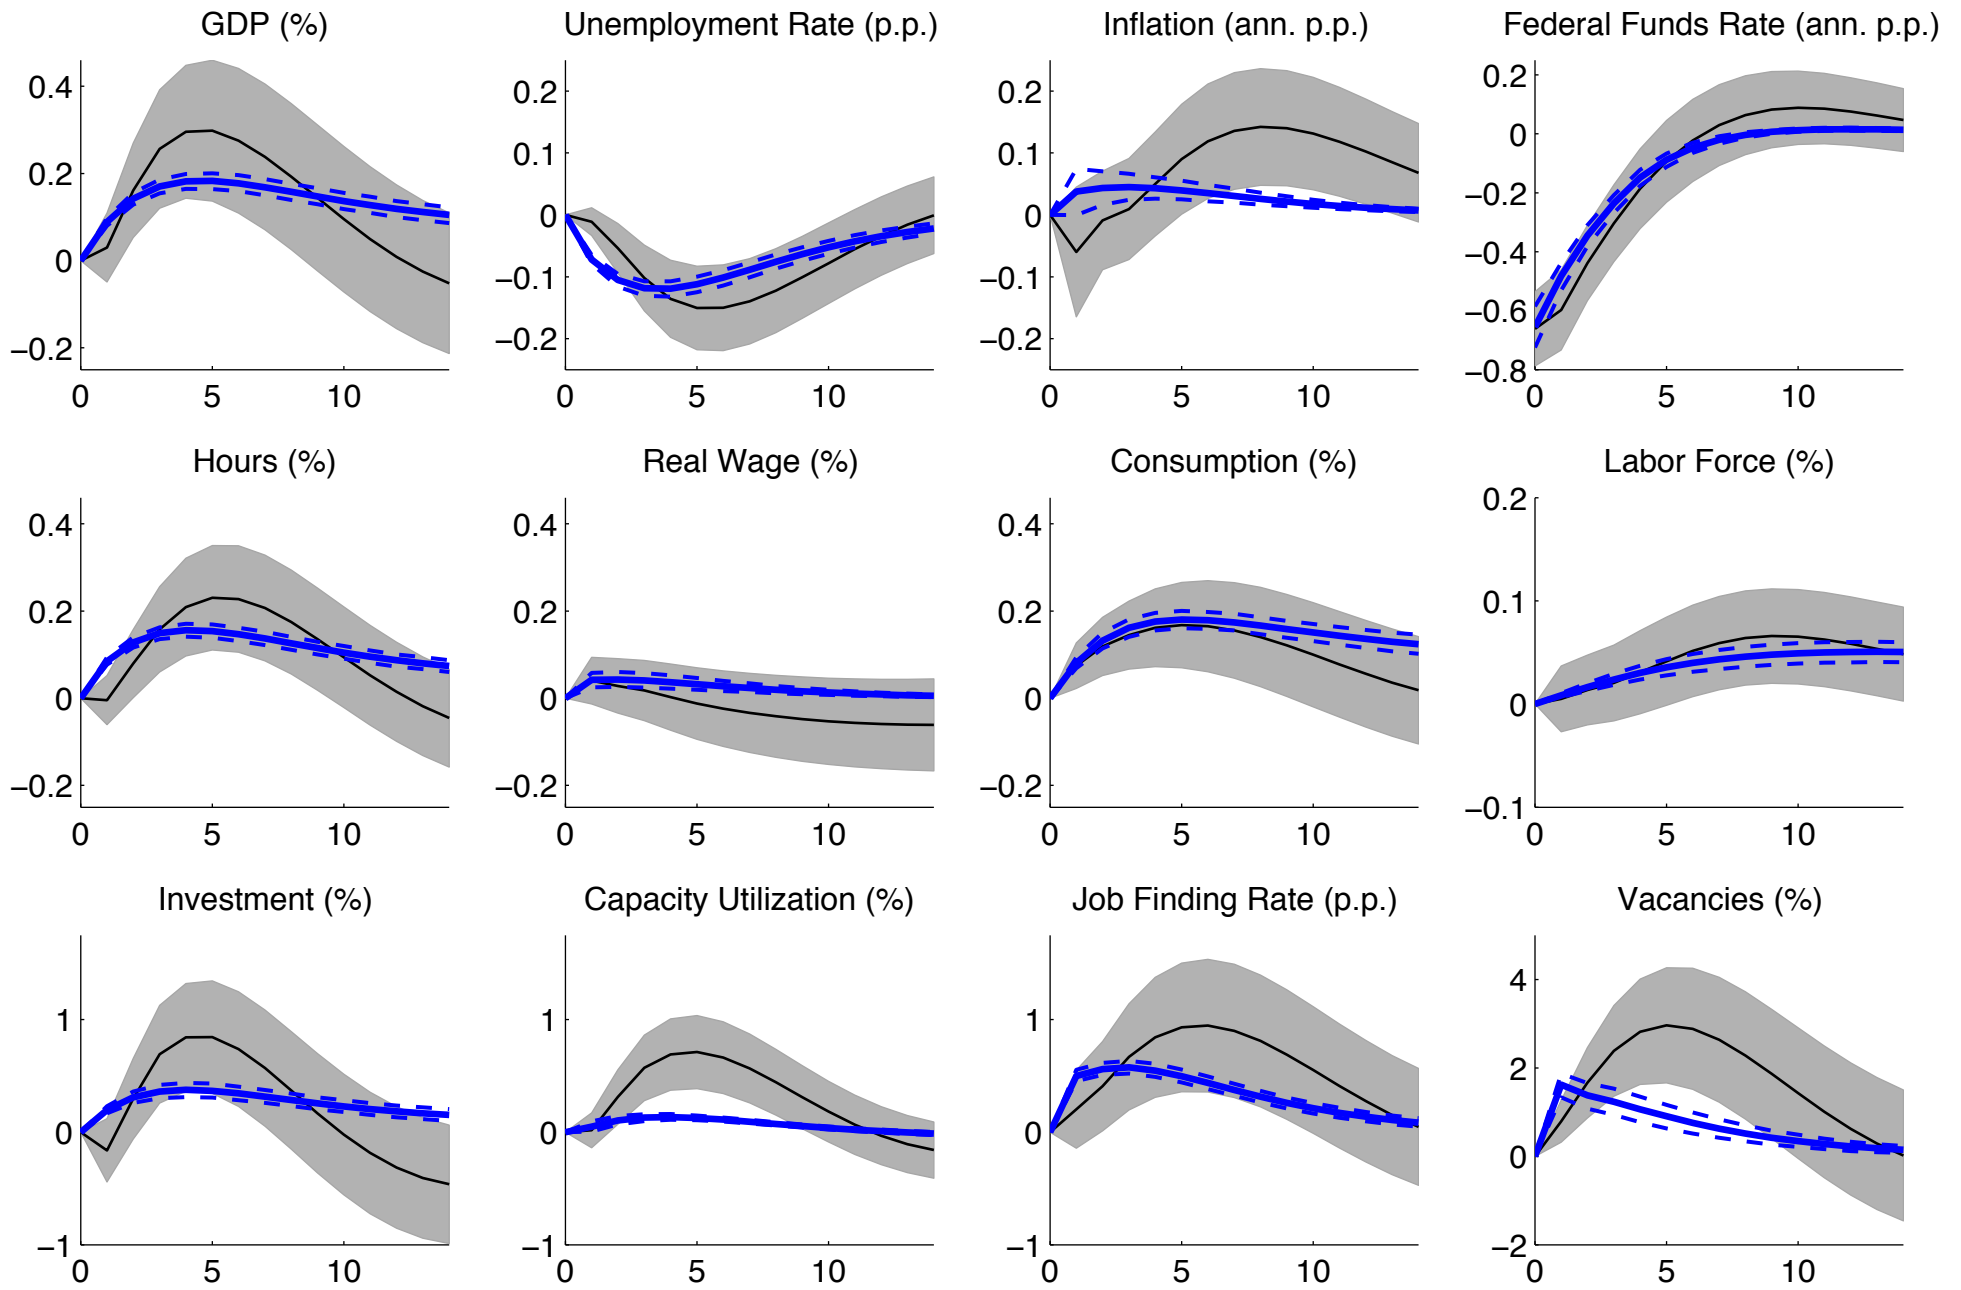 GDP (%)
Unemployment Rate (p.p.)
Inflation (ann. p.p.)
Federal Funds Rate (ann. p.p.)
0.4
0.2
0
−0.2
0 5 10
0.2
0.1
0
−0.1
−0.2
0 5 10
0.2
0.1
0
−0.1
−0.2
0 5 10
0.2
0
−0.2
−0.4
−0.6
−0.8
0 5 10
Hours (%)
Real Wage (%)
Consumption (%)
Labor Force (%)
0.4
0.2
0
−0.2
0 5 10
0.4
0.2
0
−0.2
0 5 10
0.4
0.2
0
−0.2
0 5 10
0.2
0.1
0
−0.1
0 5 10
Investment (%)
Capacity Utilization (%)
Job Finding Rate (p.p.)
Vacancies (%)
1
0
−1
0 5 10
1
0
−1
0 5 10
1
0
−1
0 5 10
4
2
0
−2
0 5 10